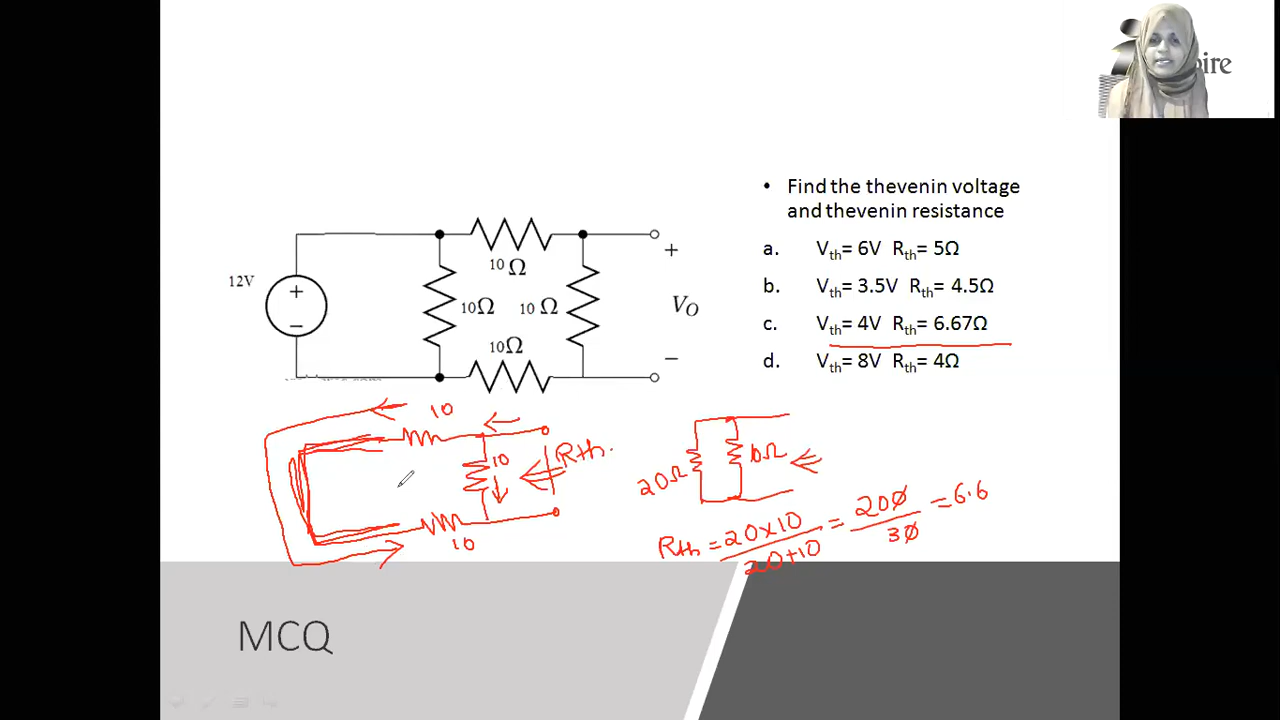 ire
• Find the thevenin voltage
and thevenin resistance
a. Vth= 6V Rth= 5Ω
b. Vth= 3.5V Rth= 4.5Ω
c. Vth= 4V Rth= 6.67Ω
d. Vth= 8V Rth= 4Ω
12V
+
−
10 Ω
10Ω
10 Ω
10Ω
+
VO
−
10
10
10
Rth.
20Ω
10Ω
Rth = 20x10 / 20+10 = 200 / 30 = 6.6
MCQ